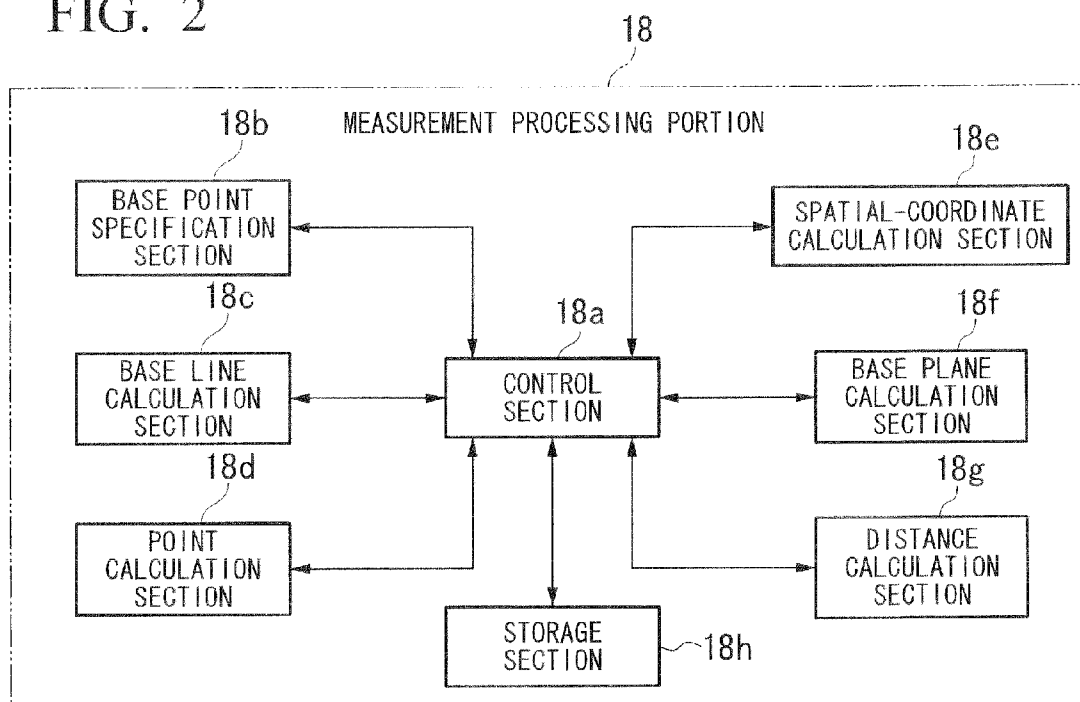 FIG. 2
18
MEASUREMENT PROCESSING PORTION
18b
BASE POINT
SPECIFICATION
SECTION
18e
SPATIAL-COORDINATE
CALCULATION SECTION
18c
BASE LINE
CALCULATION
SECTION
18a
CONTROL
SECTION
18f
BASE PLANE
CALCULATION
SECTION
18d
POINT
CALCULATION
SECTION
18g
DISTANCE
CALCULATION
SECTION
STORAGE
SECTION
18h